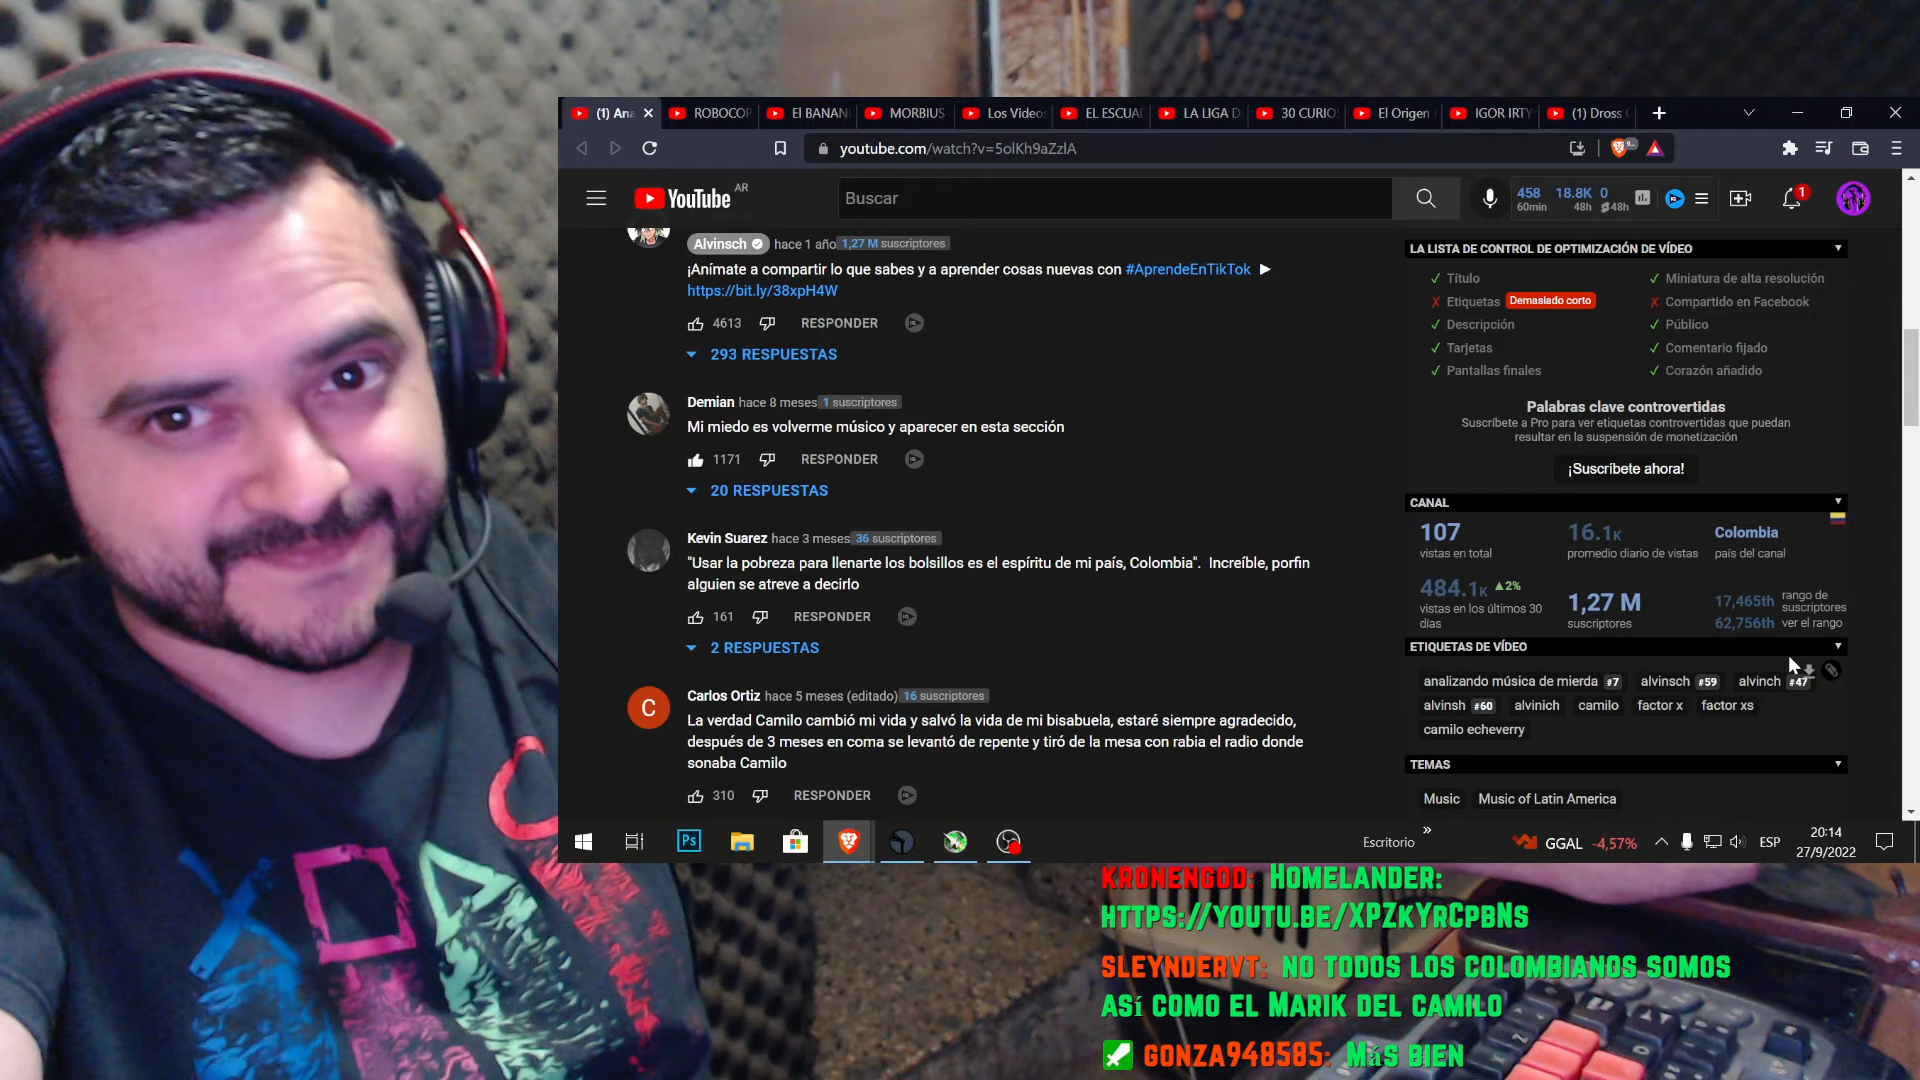 (1) Ana
ROBOCOP
El BANANI
MORBIUS
Los Videos
EL ESCUAD
LA LIGA D
30 CURIO
El Origen
IGOR IRTY
(1) Dross
youtube.com/watch?v=5olKh9aZzlA
YouTube AR
Buscar
458 18.8K 0
60min 48h 48h
1
Alvinsch hace 1 año 1,27 M suscriptores
¡Anímate a compartir lo que sabes y a aprender cosas nuevas con #AprendeEnTikTok ▶
https://bit.ly/38xpH4W
4613 RESPONDER
293 RESPUESTAS
Demian hace 8 meses 1 suscriptores
Mi miedo es volverme músico y aparecer en esta sección
1171 RESPONDER
20 RESPUESTAS
Kevin Suarez hace 3 meses 36 suscriptores
"Usar la pobreza para llenarte los bolsillos es el espíritu de mi país, Colombia". Increíble, porfin
alguien se atreve a decirlo
161 RESPONDER
2 RESPUESTAS
C
Carlos Ortiz hace 5 meses (editado) 16 suscriptores
La verdad Camilo cambió mi vida y salvó la vida de mi bisabuela, estaré siempre agradecido,
después de 3 meses en coma se levantó de repente y tiró de la mesa con rabia el radio donde
sonaba Camilo
310 RESPONDER
LA LISTA DE CONTROL DE OPTIMIZACIÓN DE VÍDEO
✓ Título ✓ Miniatura de alta resolución
✗ Etiquetas Demasiado corto ✗ Compartido en Facebook
✓ Descripción ✓ Público
✓ Tarjetas ✓ Comentario fijado
✓ Pantallas finales ✓ Corazón añadido
Palabras clave controvertidas
Suscríbete a Pro para ver etiquetas controvertidas que puedan
resultar en la suspensión de monetización
¡Suscríbete ahora!
CANAL
107 16.1K Colombia
vistas en total promedio diario de vistas país del canal
484.1K ▲2% 1,27 M 17,465th rango de suscriptores
vistas en los últimos 30 días suscriptores 62,756th ver el rango
ETIQUETAS DE VÍDEO
analizando música de mierda #7 alvinsch #59 alvinch #47
alvinsh #60 alvinich camilo factor x factor xs
camilo echeverry
TEMAS
Music Music of Latin America
Ps
Escritorio » GGAL -4,57% ESP 20:14
27/9/2022
KRONENGOD: HOMELANDER:
HTTPS://YOUTU.BE/XPZKYRCPBNS
SLEYNDERVT: NO TODOS LOS COLOMBIANOS SOMOS
ASí COMO EL MARIK DEL CAMILO
GONZA948585: MáS BIEN